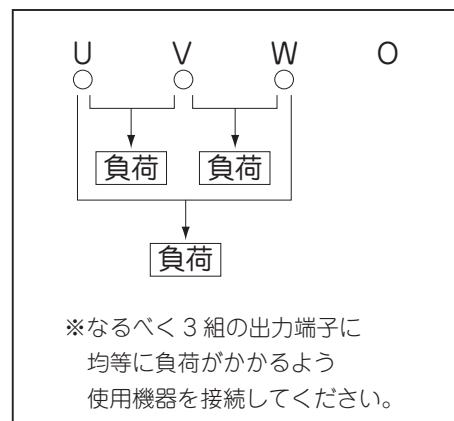 U V W O
負荷 負荷
負荷
※なるべく 3 組の出力端子に
均等に負荷がかかるよう
使用機器を接続してください。